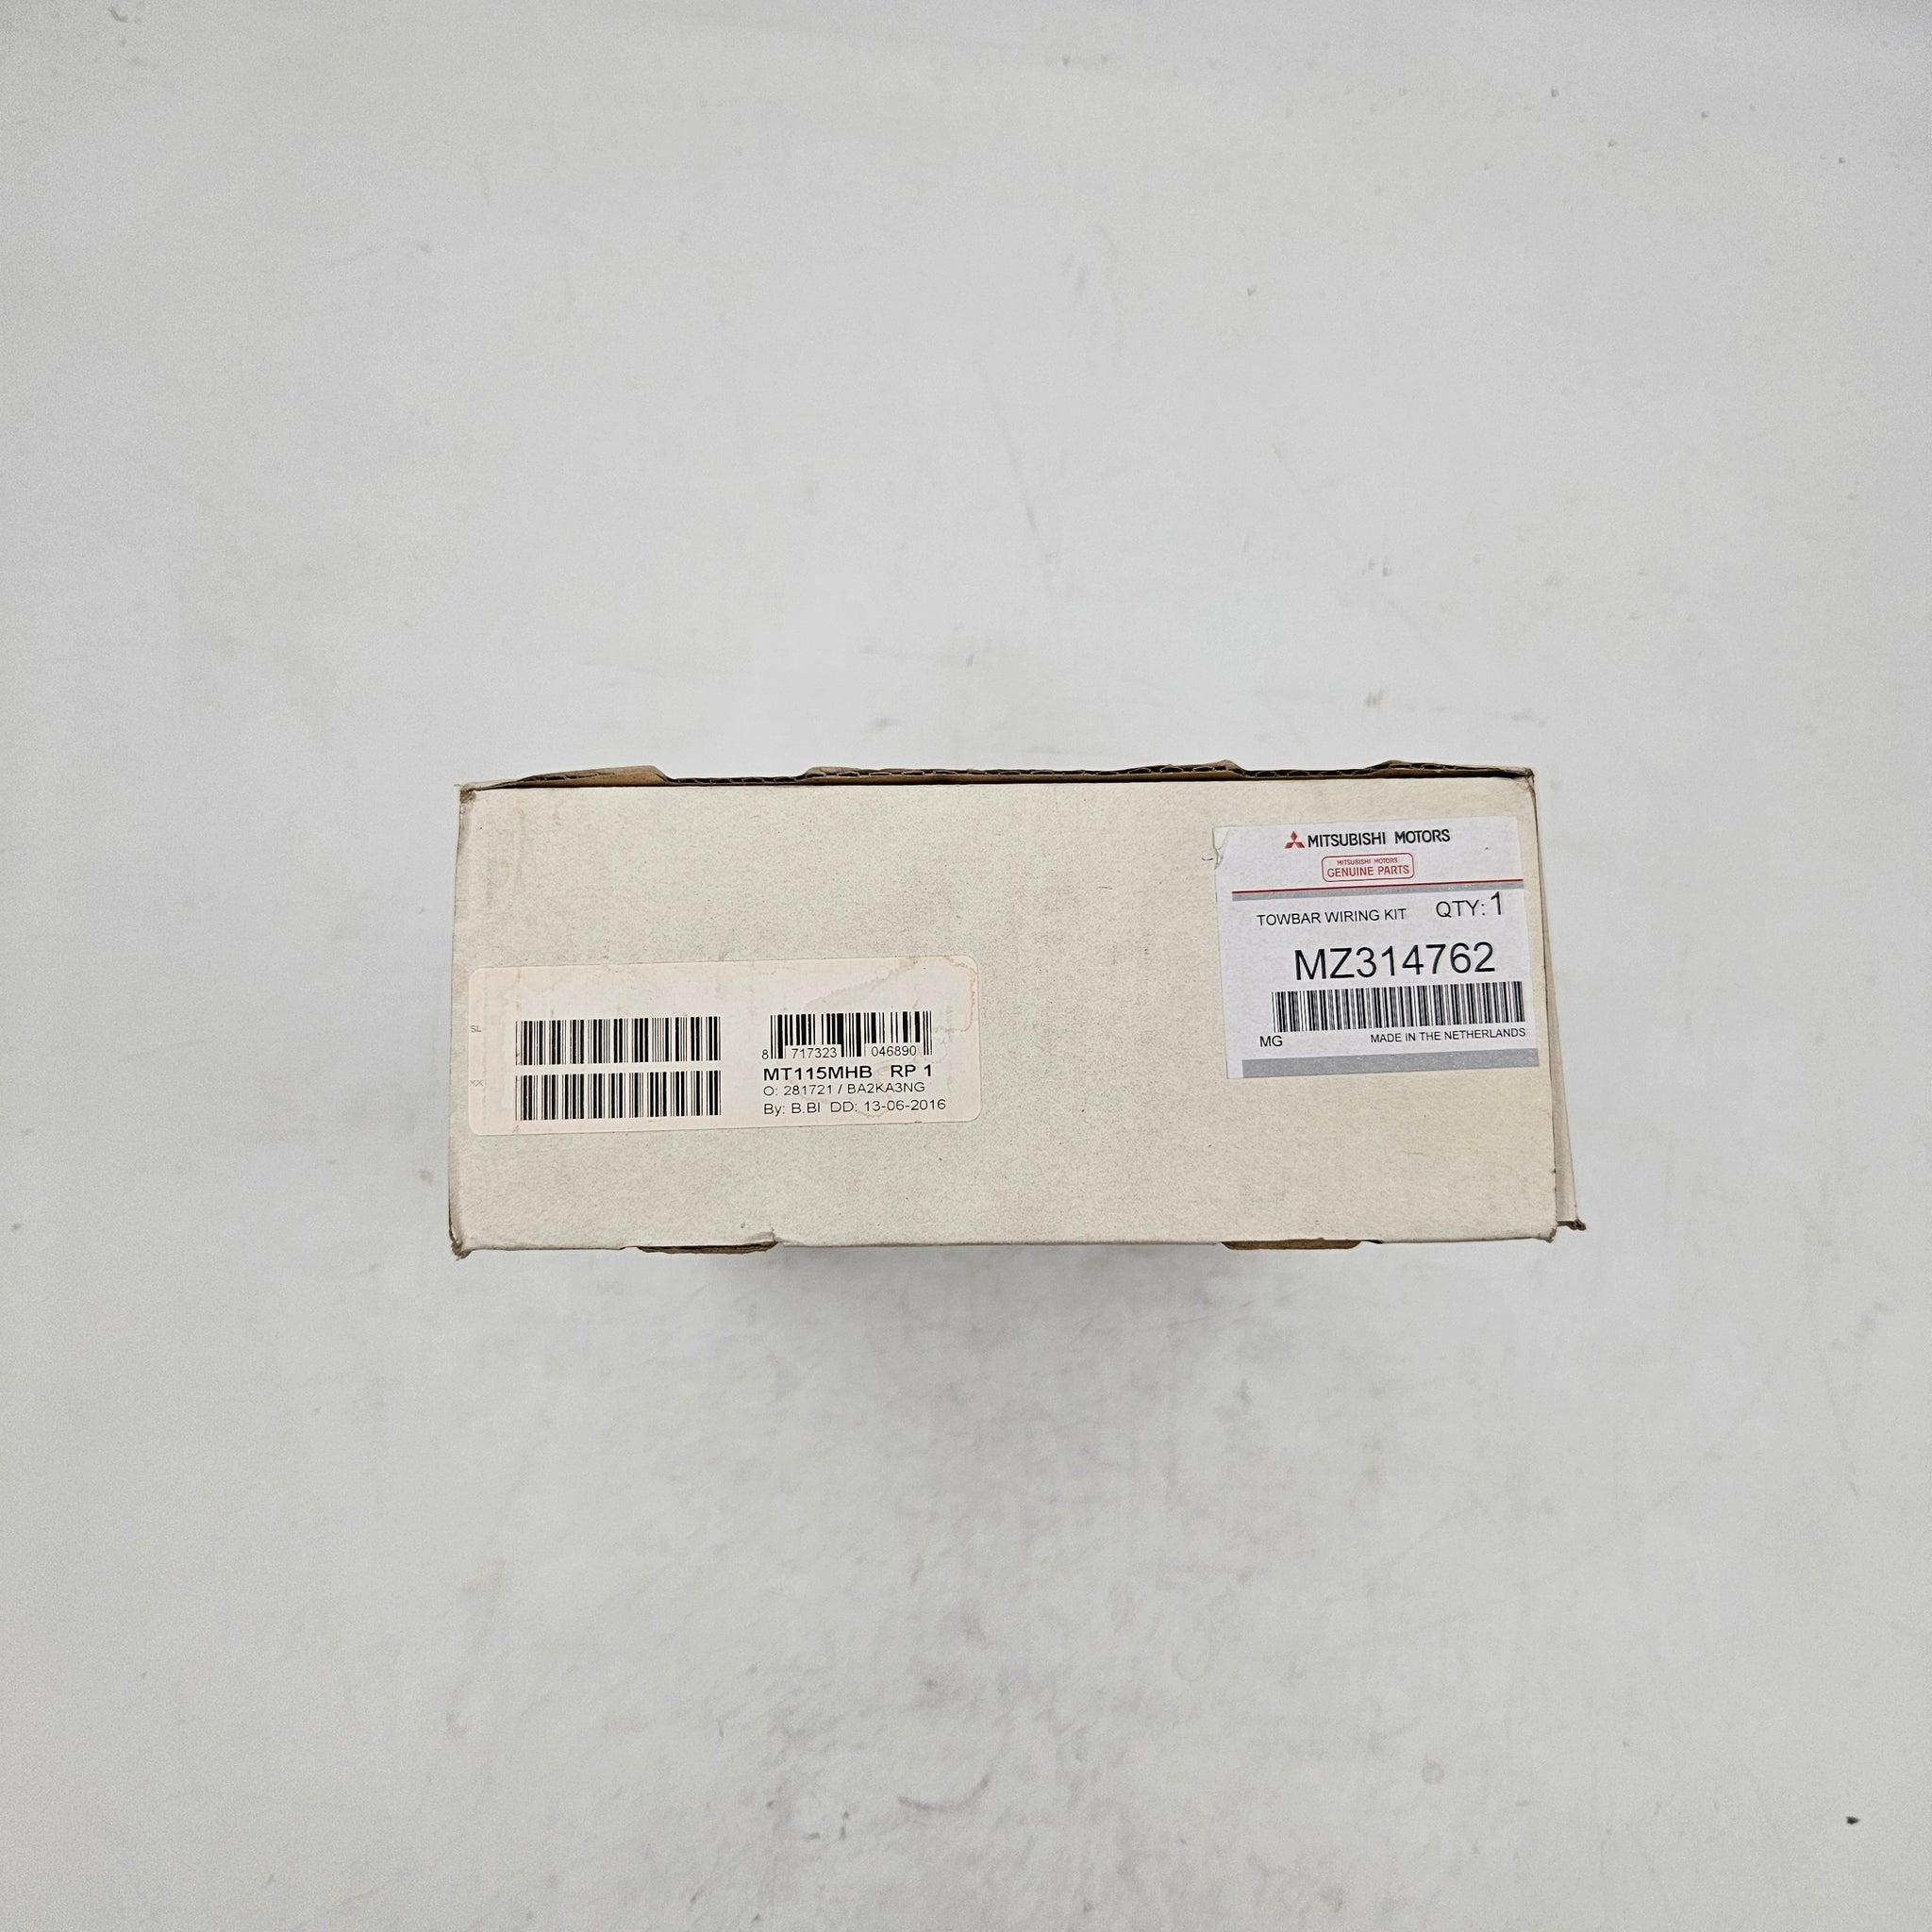 MITSUBISHI MOTORS
MITSUBISHI MOTORS
GENUINE PARTS
TOWBAR WIRING KIT QTY: 1
MZ314762
MG MADE IN THE NETHERLANDS
SL
XX
8 717323 046890
MT115MHB RP 1
O: 281721 / BA2KA3NG
By: B.BI DD: 13-06-2016